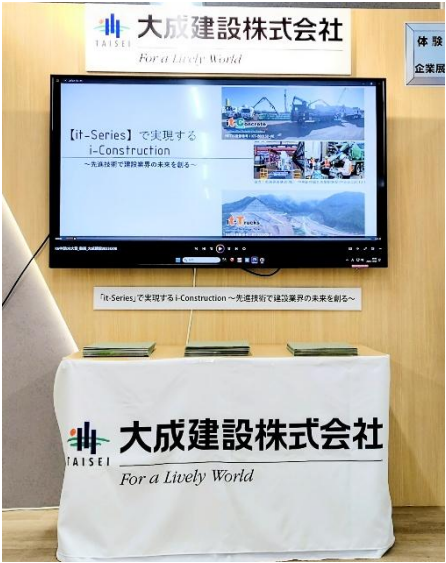 大成建設株式会社
TAISEI
For a Lively World
体験
企業展
【it-Series】で実現する
i-Construction
～先進技術で建設業界の未来を創る～
it-Concrete
it-Trucks
「it-Series」で実現するi-Construction～先進技術で建設業界の未来を創る～
大成建設株式会社
TAISEI
For a Lively World